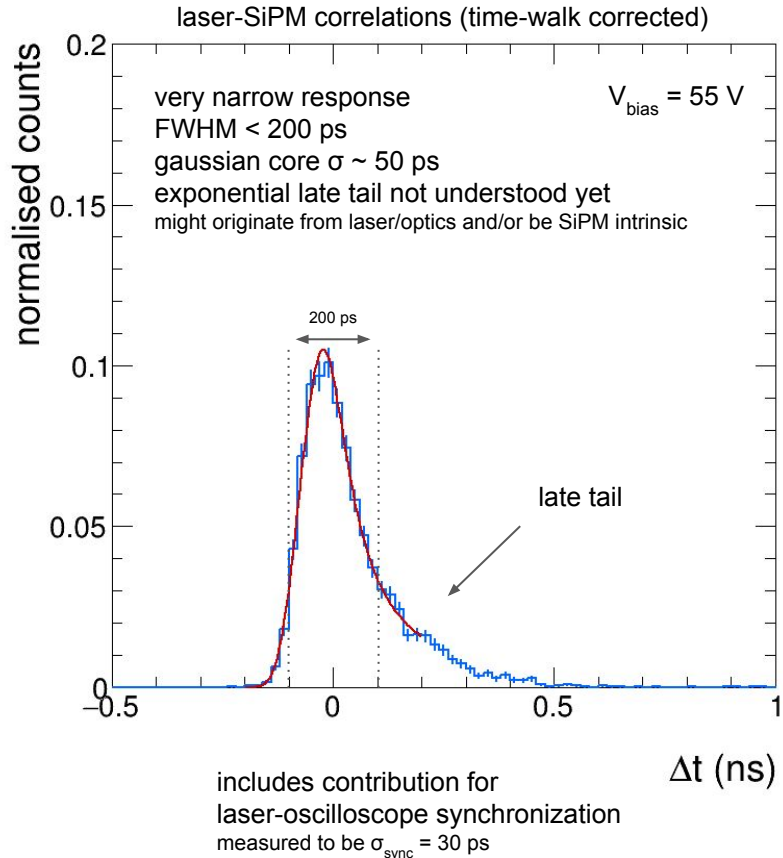 laser-SiPM correlations (time-walk corrected)
normalised counts
0.2
0.15
0.1
0.05
0
very narrow response
FWHM < 200 ps
gaussian core σ ~ 50 ps
exponential late tail not understood yet
might originate from laser/optics and/or be SiPM intrinsic
V_bias = 55 V
200 ps
late tail
−0.5
0
0.5
1
Δt (ns)
includes contribution for
laser-oscilloscope synchronization
measured to be σ_sync = 30 ps